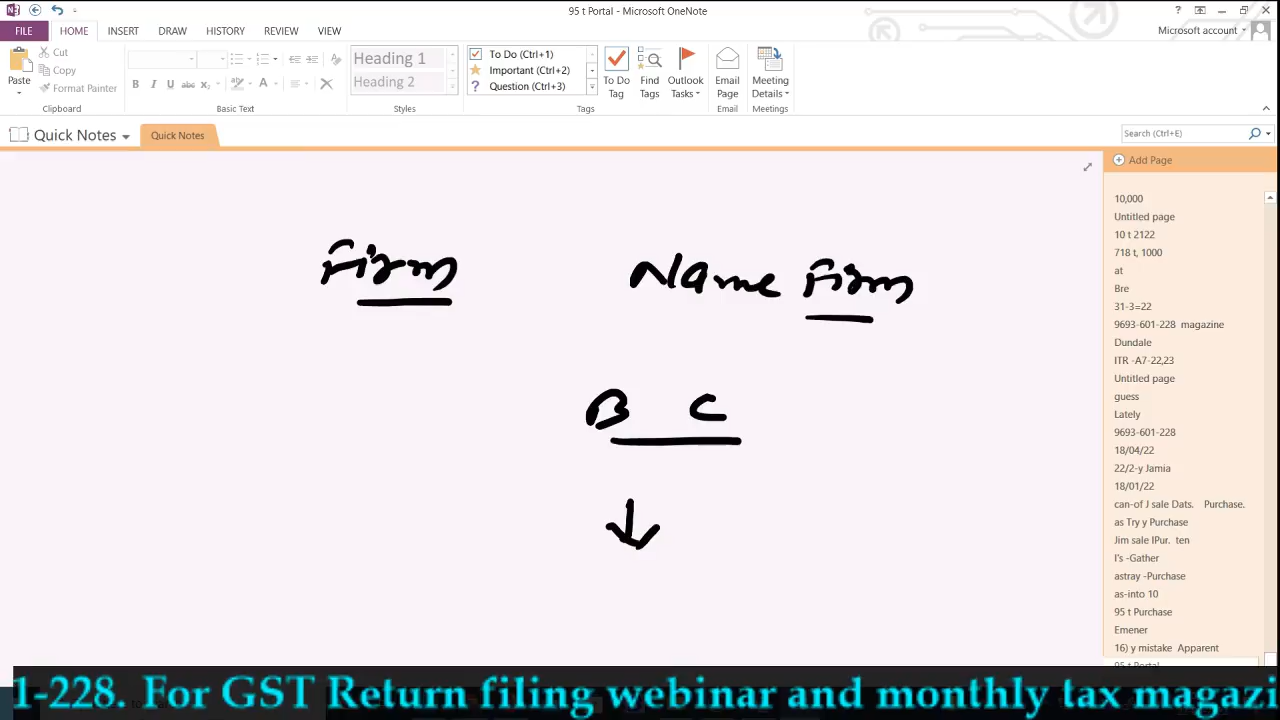 95 t Portal - Microsoft OneNote
FILE HOME INSERT DRAW HISTORY REVIEW VIEW
Microsoft account
Paste
Cut
Copy
Format Painter
Clipboard
B I U abc X₂ A
Basic Text
Heading 1
Heading 2
Styles
To Do (Ctrl+1)
Important (Ctrl+2)
Question (Ctrl+3)
To Do Tag
Find Tags
Tags
Outlook Tasks
Email Page
Email
Meeting Details
Meetings
Quick Notes
Quick Notes
Search (Ctrl+E)
Add Page
Firm Name Firm
B C
10,000
Untitled page
10 t 2122
718 t, 1000
at
Bre
31-3=22
9693-601-228 magazine
Dundale
ITR -A7-22,23
Untitled page
guess
Lately
9693-601-228
18/04/22
22/2-y Jamia
18/01/22
can-of J sale Dats. Purchase.
as Try y Purchase
Jim sale IPur. ten
I's -Gather
astray -Purchase
as-into 10
95 t Purchase
Emener
16) y mistake Apparent
95 t Portal
1-228. For GST Return filing webinar and monthly tax magazi